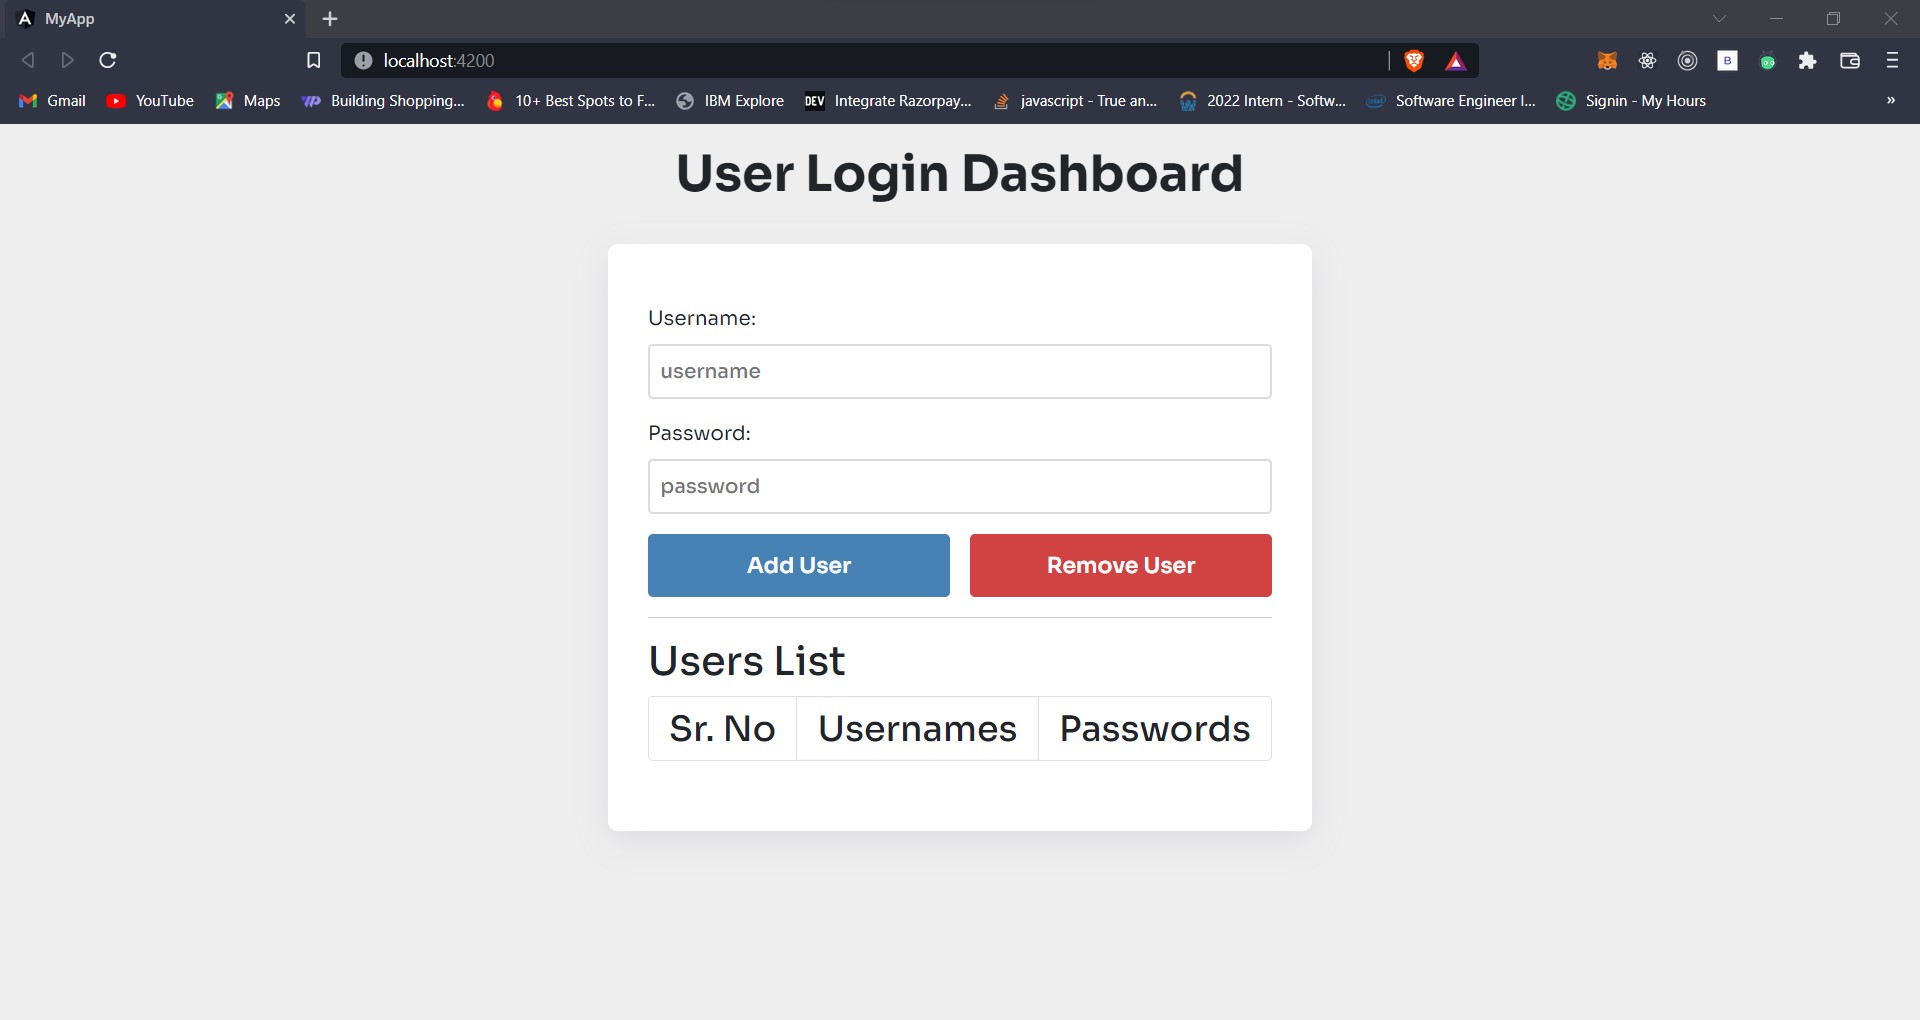 MyApp
localhost:4200
Gmail YouTube Maps Building Shopping... 10+ Best Spots to F... IBM Explore DEV Integrate Razorpay... javascript - True an... 2022 Intern - Softw... Software Engineer I... Signin - My Hours »
User Login Dashboard
Username:
username
Password:
password
Add User Remove User
Users List
Sr. No Usernames Passwords